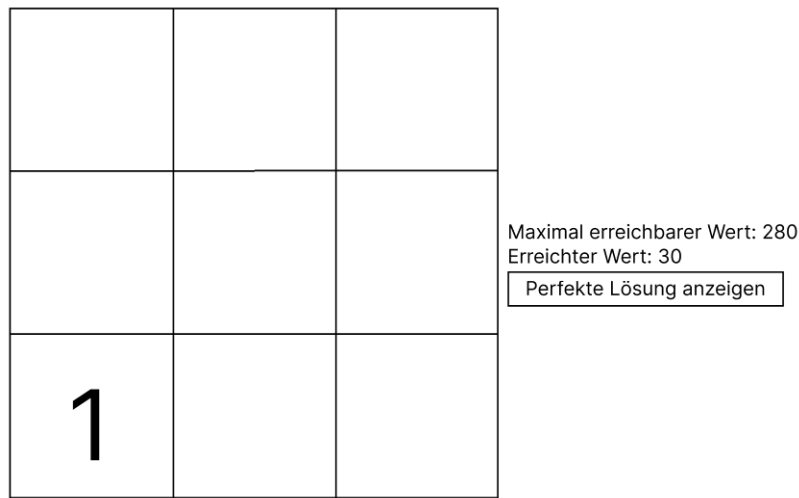 Maximal erreichbarer Wert: 280
Erreichter Wert: 30
Perfekte Lösung anzeigen
1